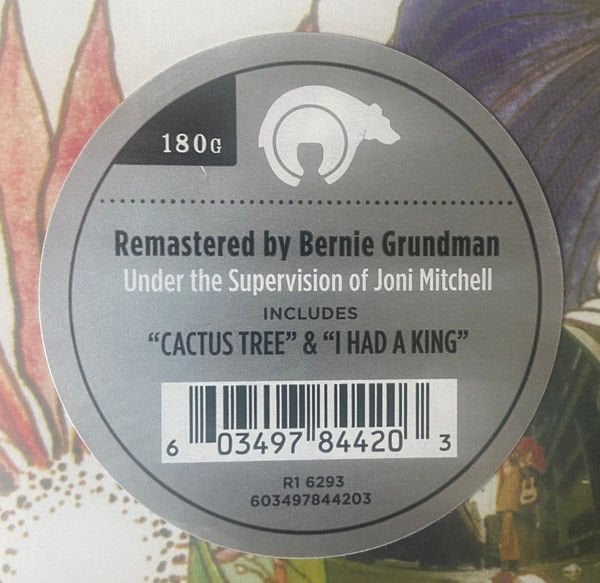 180G
Remastered by Bernie Grundman
Under the Supervision of Joni Mitchell
INCLUDES
“CACTUS TREE” & “I HAD A KING”
6 03497 84420 3
R1 6293
603497844203